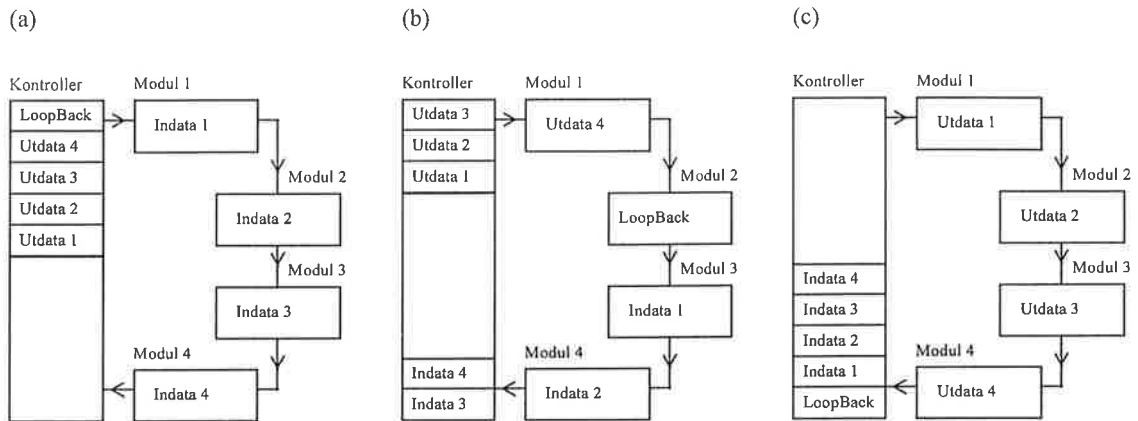 (a)
Kontroller
LoopBack
Utdata 4
Utdata 3
Utdata 2
Utdata 1
Modul 1
Indata 1
Modul 2
Indata 2
Modul 3
Indata 3
Modul 4
Indata 4
(b)
Kontroller
Utdata 3
Utdata 2
Utdata 1
Indata 4
Indata 3
Modul 1
Utdata 4
Modul 2
LoopBack
Modul 3
Indata 1
Modul 4
Indata 2
(c)
Kontroller
Indata 4
Indata 3
Indata 2
Indata 1
LoopBack
Modul 1
Utdata 1
Modul 2
Utdata 2
Modul 3
Utdata 3
Modul 4
Utdata 4